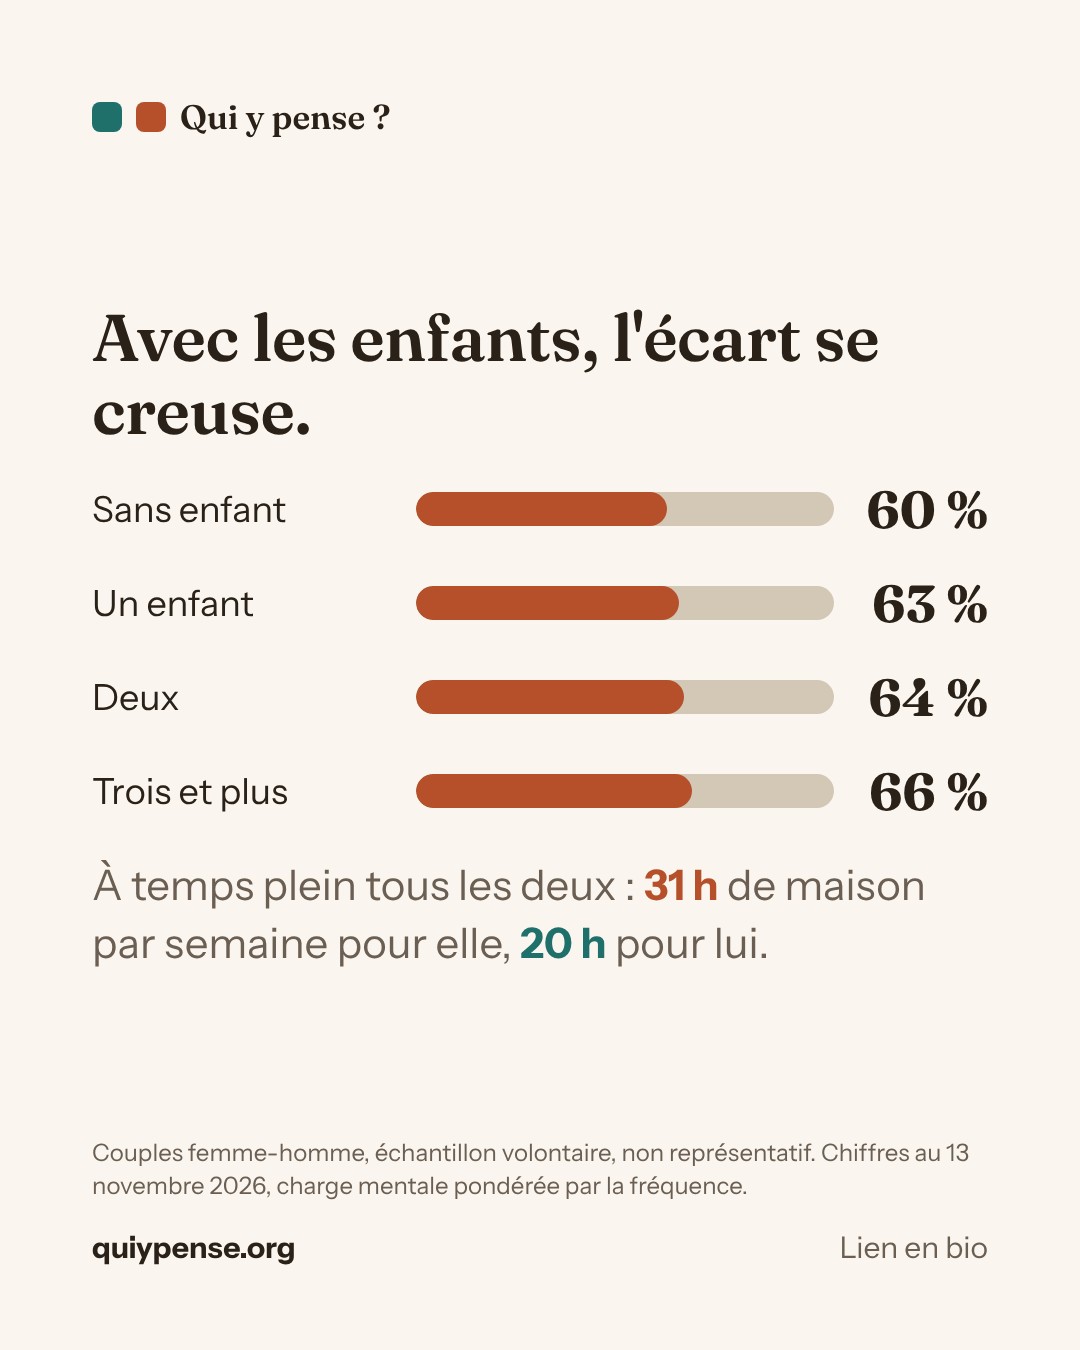 Qui y pense ?
Avec les enfants, l'écart se
creuse.
Sans enfant 60 %
Un enfant 63 %
Deux 64 %
Trois et plus 66 %
À temps plein tous les deux : 31 h de maison
par semaine pour elle, 20 h pour lui.
Couples femme-homme, échantillon volontaire, non représentatif. Chiffres au 13
novembre 2026, charge mentale pondérée par la fréquence.
quiypense.org Lien en bio